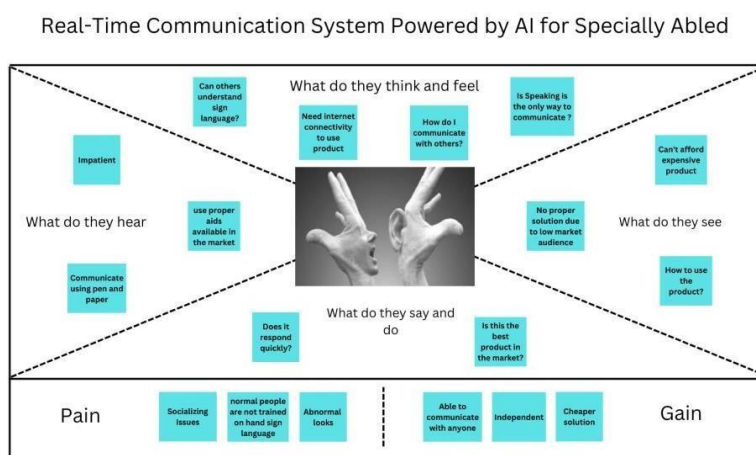 Real-Time Communication System Powered by AI for Specially Abled
What do they think and feel
Can others
understand
sign
language?
Need internet
connectivity
to use
product
How do I
communicate
with others?
Is Speaking is
the only way to
communicate ?
What do they hear
Impatient
use proper
aids
available in
the market
Communicate
using pen and
paper
What do they see
Can't afford
expensive
product
No proper
solution due
to low market
audience
How to use
the
product?
What do they say and
do
Does it
respond
quickly?
Is this the
best
product in
the market?
Pain
Socializing
Issues
normal people
are not trained
on hand sign
language
Abnormal
looks
Able to
communicate
with anyone
Independent
Cheaper
solution
Gain